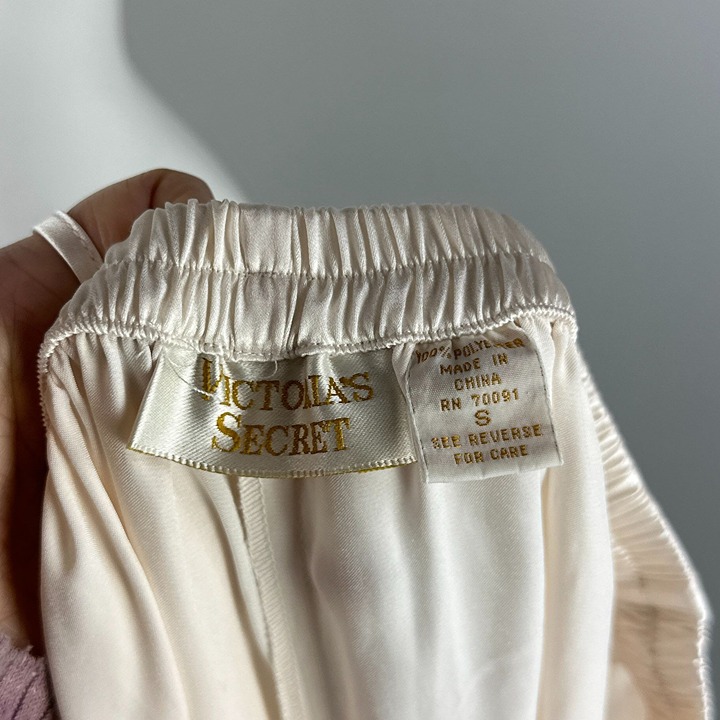 VICTORIA'S
SECRET
100% POLYESTER
MADE IN
CHINA
RN 70091
S
SEE REVERSE
FOR CARE